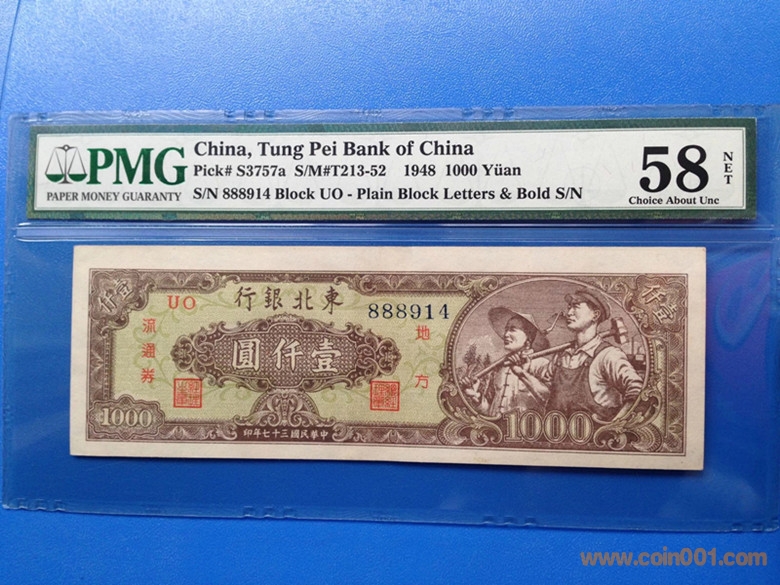 PMG
PAPER MONEY GUARANTY
China, Tung Pei Bank of China
Pick# S3757a S/M#T213-52 1948 1000 Yüan
S/N 888914 Block UO - Plain Block Letters & Bold S/N
58 NET
Choice About Unc
壹仟
UO
行銀北東
888914
壹仟
流通券
圓仟壹
地方
1000
印年七十三國民華中
1000
www.coin001.com